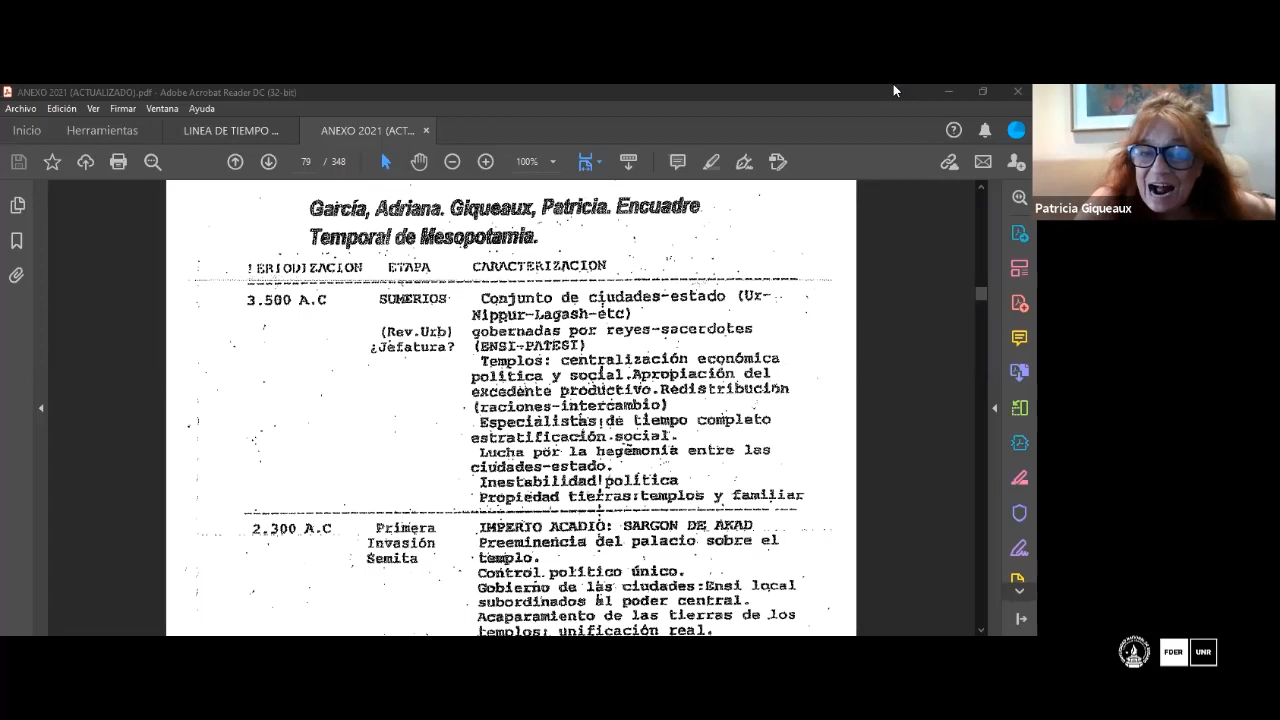 ANEXO 2021 (ACTUALIZADO).pdf - Adobe Acrobat Reader DC (32-bit)
Archivo Edición Ver Firmar Ventana Ayuda
Inicio Herramientas LINEA DE TIEMPO ... ANEXO 2021 (ACT... ×
79 / 348 100%
García, Adriana. Giqueaux, Patricia. Encuadre
Temporal de Mesopotamia.
!ERIODIZACION ETAPA CARACTERIZACION
3.500 A.C SUMERIOS Conjunto de ciudades-estado (Ur-
Nippur-Lagash-etc)
(Rev.Urb) gobernadas por reyes-sacerdotes
¿Jefatura? (ENSI-PATESI)
Templos: centralización económica
política y social.Apropiación del
excedente productivo.Redistribución
(raciones-intercambio)
Especialistas de tiempo completo
estratificación social.
Lucha por la hegemonía entre las
ciudades-estado.
Inestabilidad política
Propiedad tierras:templos y familiar
2.300 A.C Primera IMPERIO ACADIO: SARGON DE AKAD
Invasión Preeminencia del palacio sobre el
Semita templo.
Control político único.
Gobierno de las ciudades:Ensi local
subordinados al poder central.
Acaparamiento de las tierras de los
templos; unificación real.
Patricia Giqueaux
FDER UNR